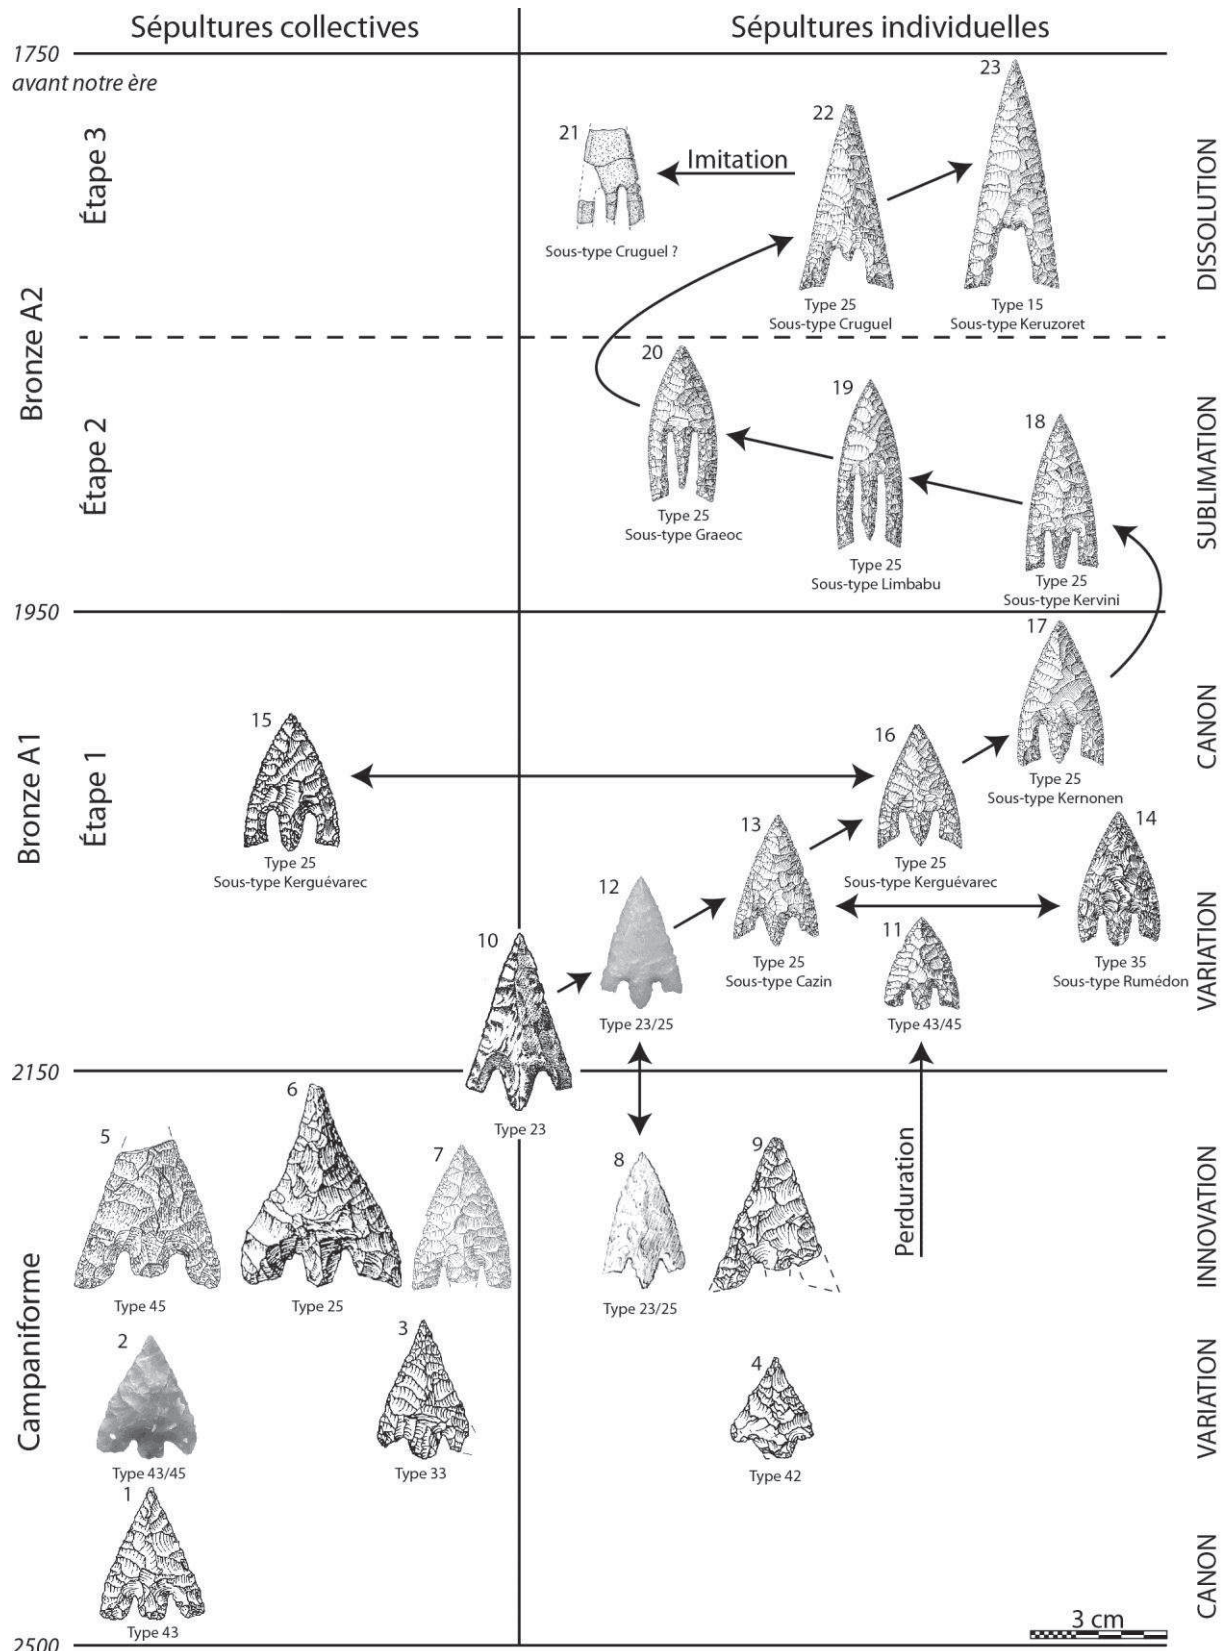 Sépultures collectives
Sépultures individuelles
1750
avant notre ère
Étape 3
Bronze A2
DISSOLUTION
21
Imitation
22
23
Sous-type Cruguel ?
Type 25
Sous-type Cruguel
Type 15
Sous-type Keruzoret
Étape 2
SUBLIMATION
20
19
18
Type 25
Sous-type Graeoc
Type 25
Sous-type Limbabu
Type 25
Sous-type Kervini
1950
Bronze A1
Étape 1
CANON
17
15
16
Type 25
Sous-type Kernonen
13
14
Type 25
Sous-type Kerguévarec
Type 25
Sous-type Kerguévarec
12
VARIATION
10
11
Type 25
Sous-type Cazin
Type 35
Sous-type Rumédon
Type 23/25
Type 43/45
2150
6
Type 23
5
7
8
9
Perduration
INNOVATION
Campaniforme
Type 45
Type 25
Type 23/25
2
3
4
VARIATION
Type 43/45
Type 33
Type 42
1
CANON
3 cm
Type 43
2500